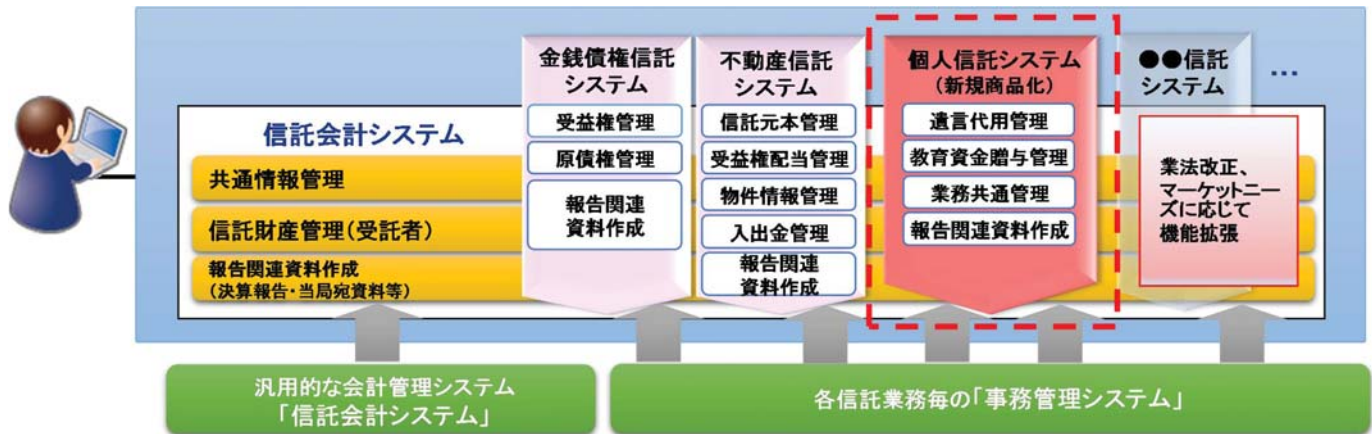 金銭債権信託
システム
受益権管理
原債権管理
報告関連
資料作成
不動産信託
システム
信託元本管理
受益権配当管理
物件情報管理
入出金管理
報告関連
資料作成
個人信託システム
(新規商品化)
遺言代用管理
教育資金贈与管理
業務共通管理
報告関連資料作成
●●信託
システム
…
業法改正、
マーケットニー
ズに応じて
機能拡張
信託会計システム
共通情報管理
信託財産管理(受託者)
報告関連資料作成
(決算報告・当局宛資料等)
汎用的な会計管理システム
「信託会計システム」
各信託業務毎の「事務管理システム」